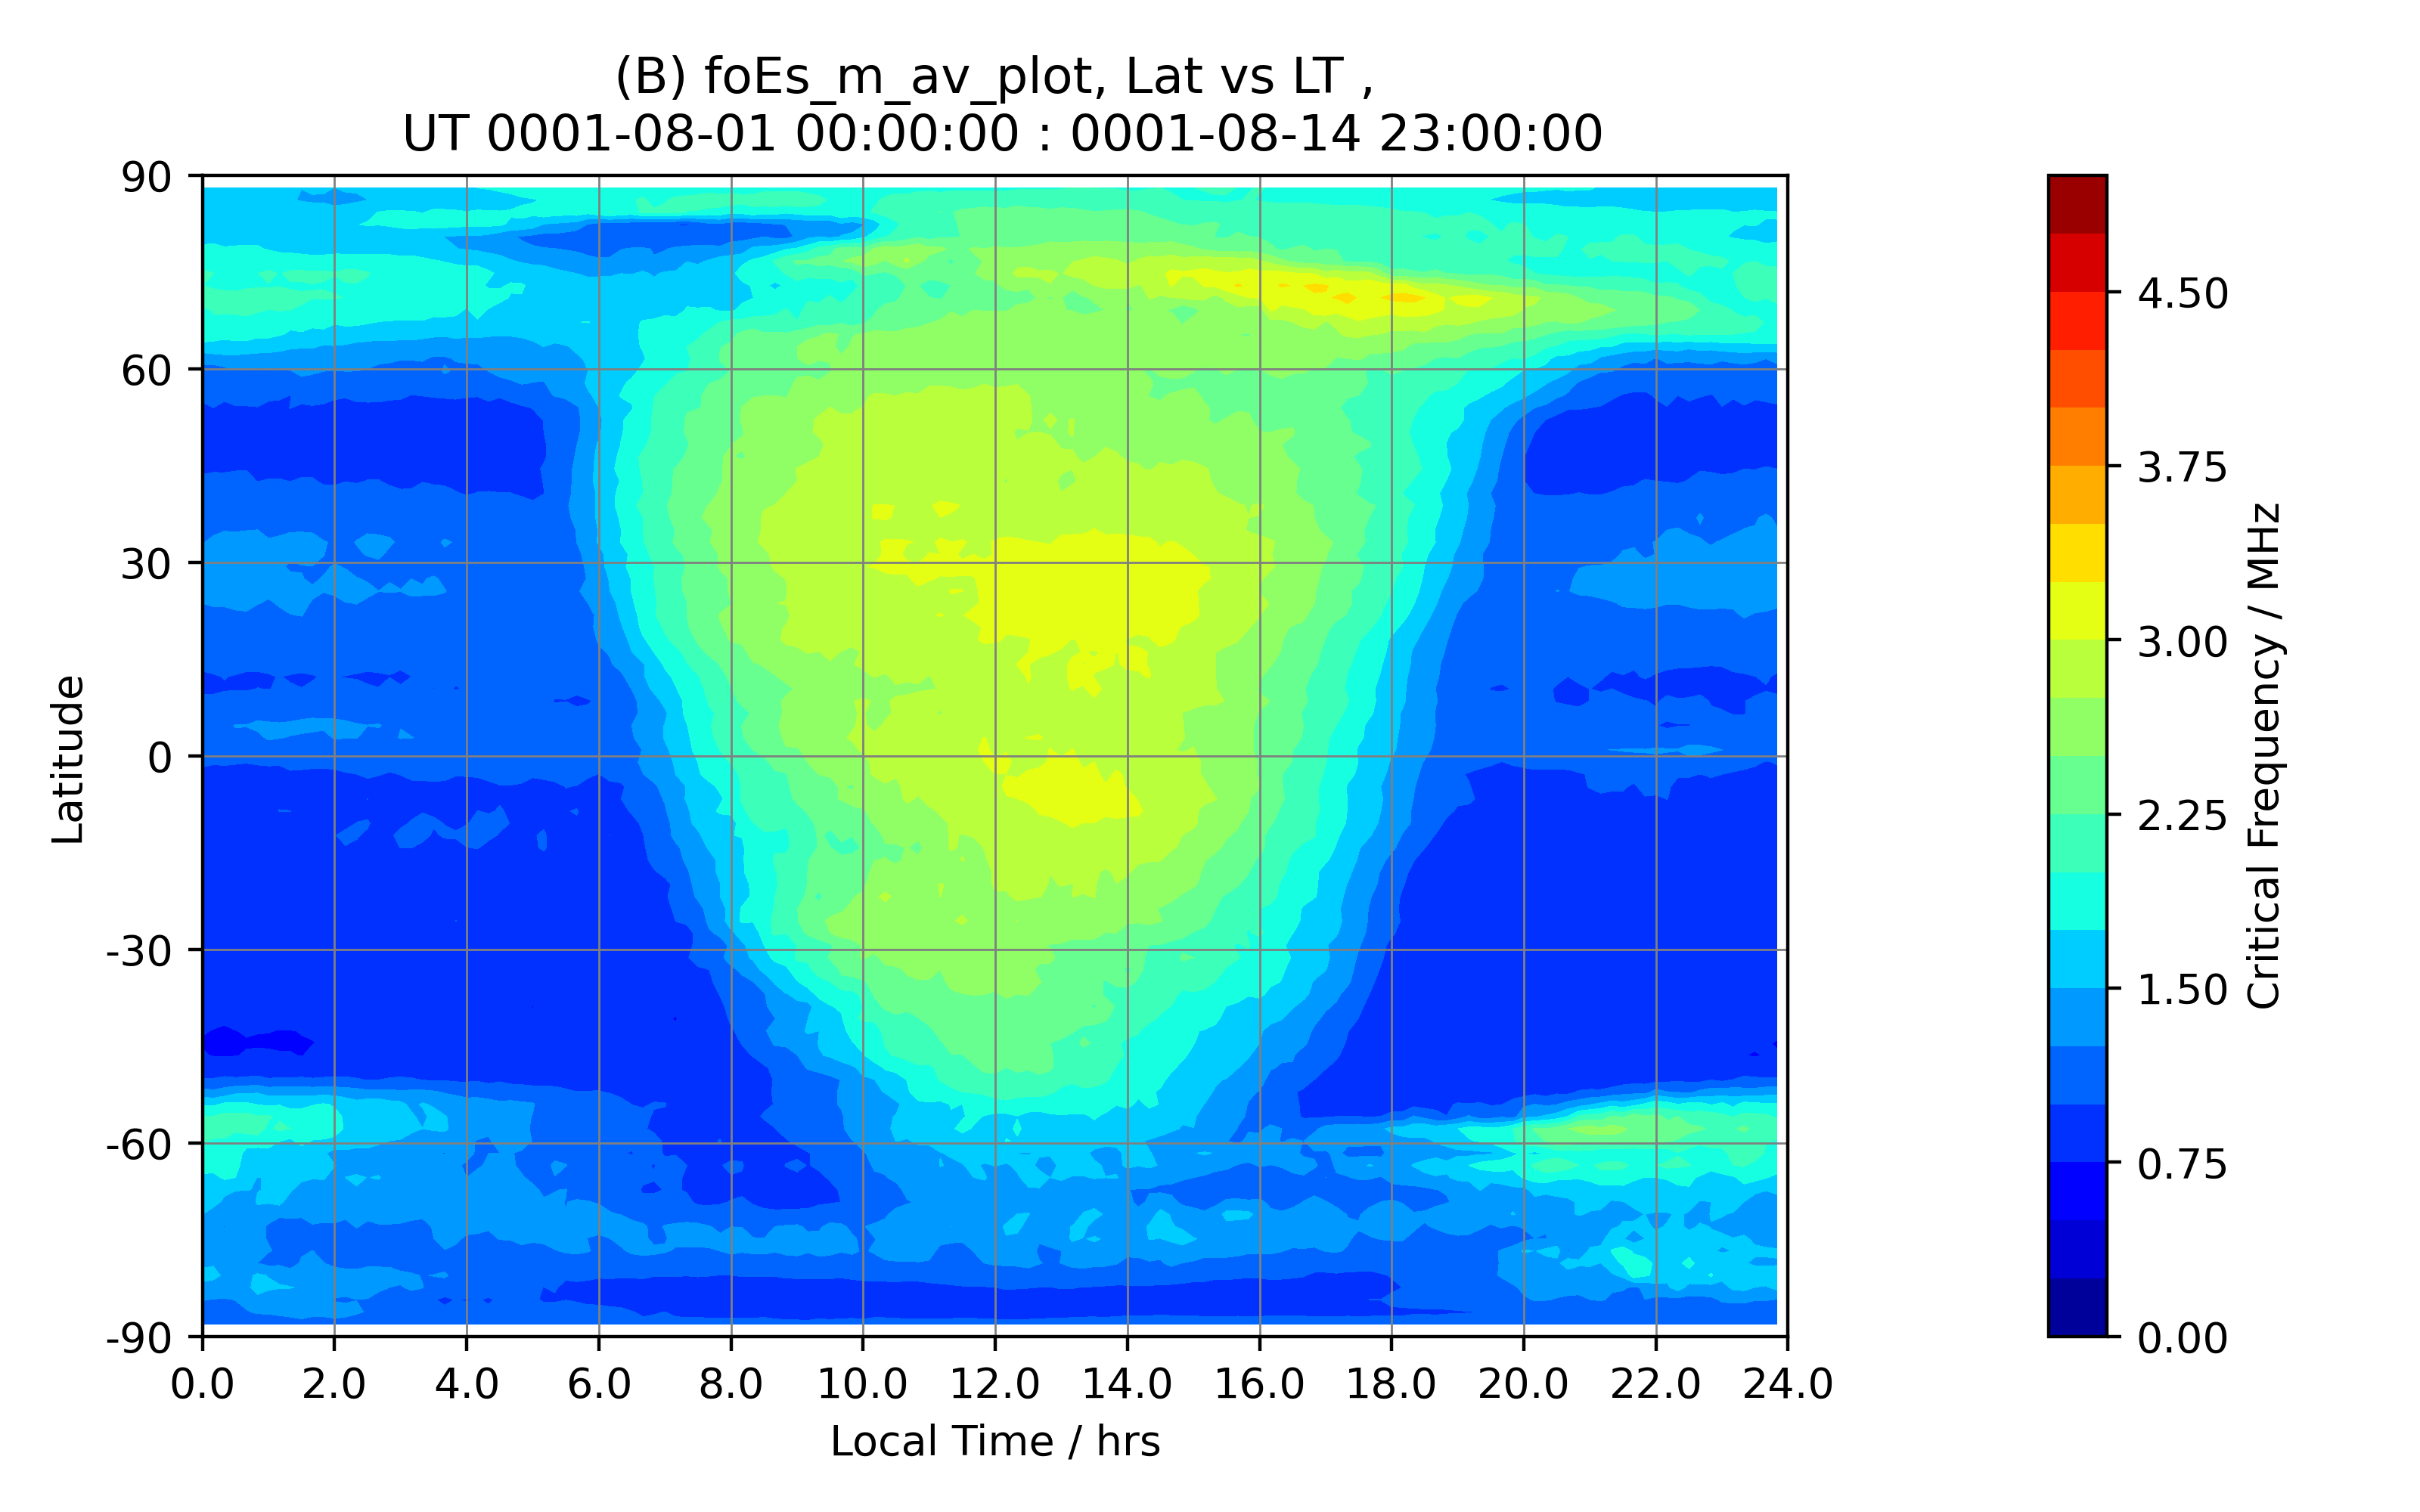 (B) foEs_m_av_plot, Lat vs LT ,
UT 0001-08-01 00:00:00 : 0001-08-14 23:00:00
90
60
30
0
-30
-60
-90
Latitude
0.0 2.0 4.0 6.0 8.0 10.0 12.0 14.0 16.0 18.0 20.0 22.0 24.0
Local Time / hrs
4.50
3.75
3.00
2.25
1.50
0.75
0.00
Critical Frequency / MHz